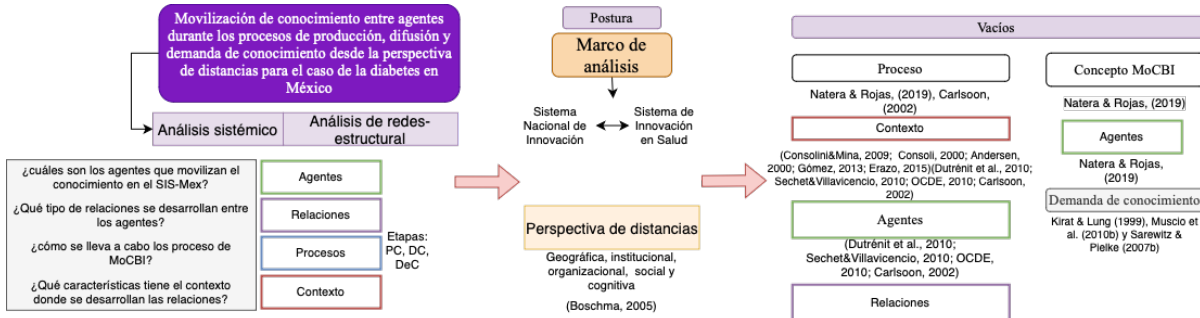 Movilización de conocimiento entre agentes
durante los procesos de producción, difusión y
demanda de conocimiento desde la perspectiva
de distancias para el caso de la diabetes en
México
Análisis sistémico
Análisis de redes-
estructural
¿cuáles son los agentes que movilizan el
conocimiento en el SIS-Mex?
Agentes
¿Qué tipo de relaciones se desarrollan entre
los agentes?
Relaciones
¿cómo se lleva a cabo los proceso de
MoCBI?
Procesos
Etapas:
PC, DC,
DeC
¿Qué características tiene el contexto
donde se desarrollan las relaciones?
Contexto
Postura
Marco de
análisis
Sistema
Nacional de
Innovación
Sistema de
Innovación
en Salud
Perspectiva de distancias
Geográfica, institucional,
organizacional, social y
cognitiva
(Boschma, 2005)
Vacíos
Proceso
Natera & Rojas, (2019), Carlsoon,
(2002)
Contexto
(Consolini&Mina, 2009; Consoli, 2000; Andersen,
2000; Gómez, 2013; Erazo, 2015)(Dutrénit et al., 2010;
Sechet&Villavicencio, 2010; OCDE, 2010; Carlsoon,
2002)
Agentes
(Dutrénit et al., 2010;
Sechet&Villavicencio, 2010; OCDE,
2010; Carlsoon, 2002)
Relaciones
Concepto MoCBI
Natera & Rojas, (2019)
Agentes
Natera & Rojas,
(2019)
Demanda de conocimiento
Kirat & Lung (1999), Muscio et
al. (2010b) y Sarewitz &
Pielke (2007b)